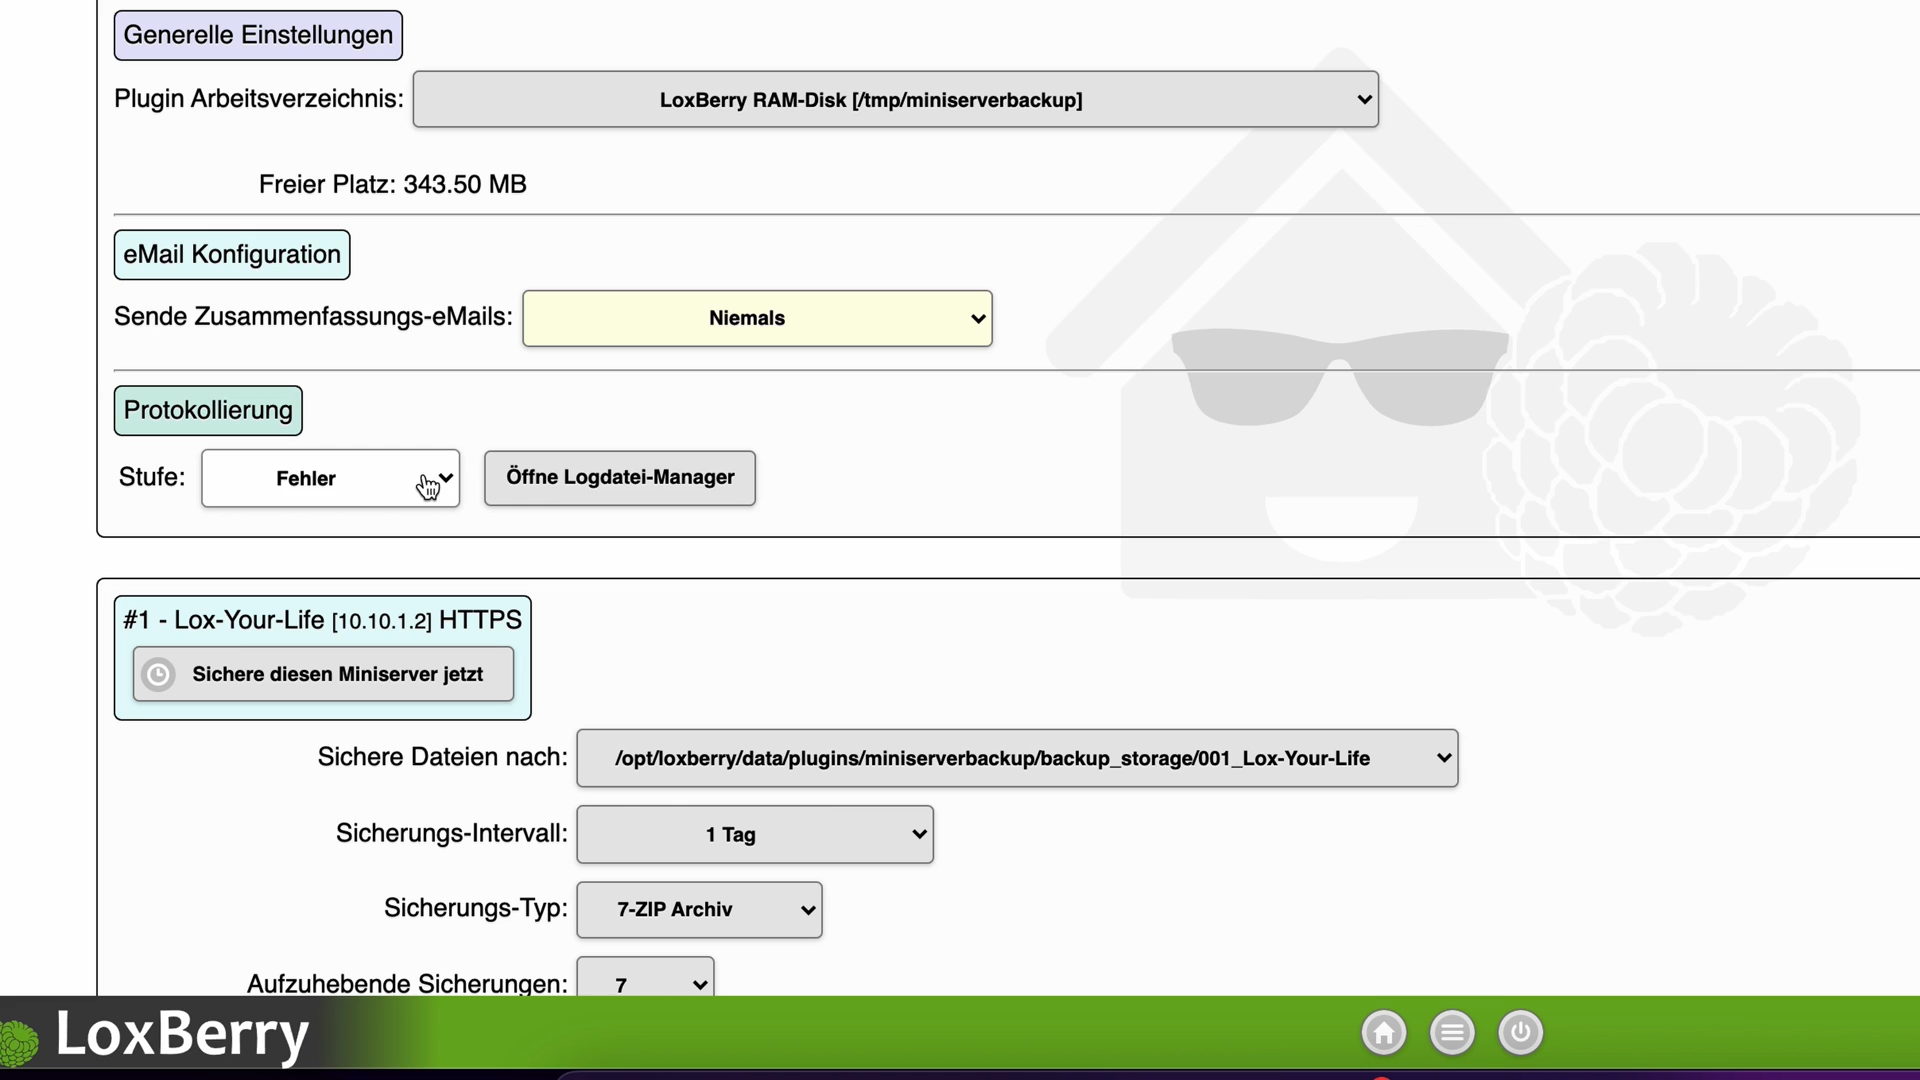 Generelle Einstellungen
Plugin Arbeitsverzeichnis: LoxBerry RAM-Disk [/tmp/miniserverbackup]
Freier Platz: 343.50 MB
eMail Konfiguration
Sende Zusammenfassungs-eMails: Niemals
Protokollierung
Stufe: Fehler Öffne Logdatei-Manager
#1 - Lox-Your-Life [10.10.1.2] HTTPS
Sichere diesen Miniserver jetzt
Sichere Dateien nach: /opt/loxberry/data/plugins/miniserverbackup/backup_storage/001_Lox-Your-Life
Sicherungs-Intervall: 1 Tag
Sicherungs-Typ: 7-ZIP Archiv
Aufzuhebende Sicherungen: 7
LoxBerry